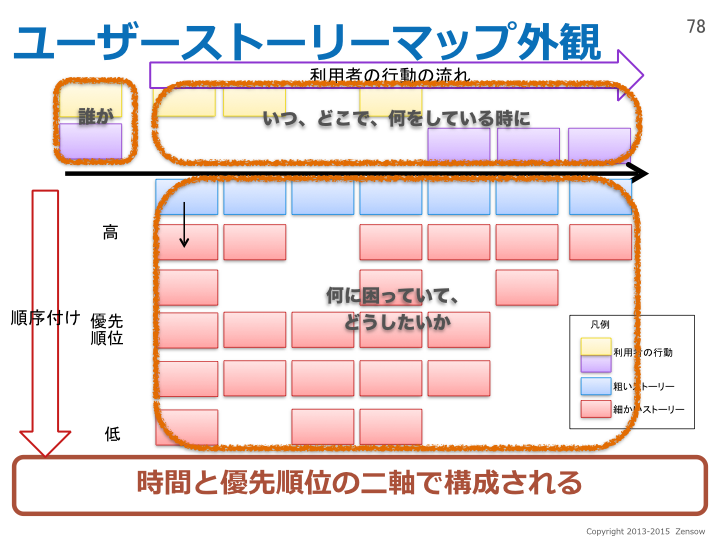 ユーザーストーリーマップ外観
78
利用者の行動の流れ
誰が
いつ、どこで、何をしている時に
高
何に困っていて、
どうしたいか
順序付け
優先
順位
低
凡例
利用者の行動
粗いストーリー
細かいストーリー
時間と優先順位の二軸で構成される
Copyright 2013-2015 Zensow